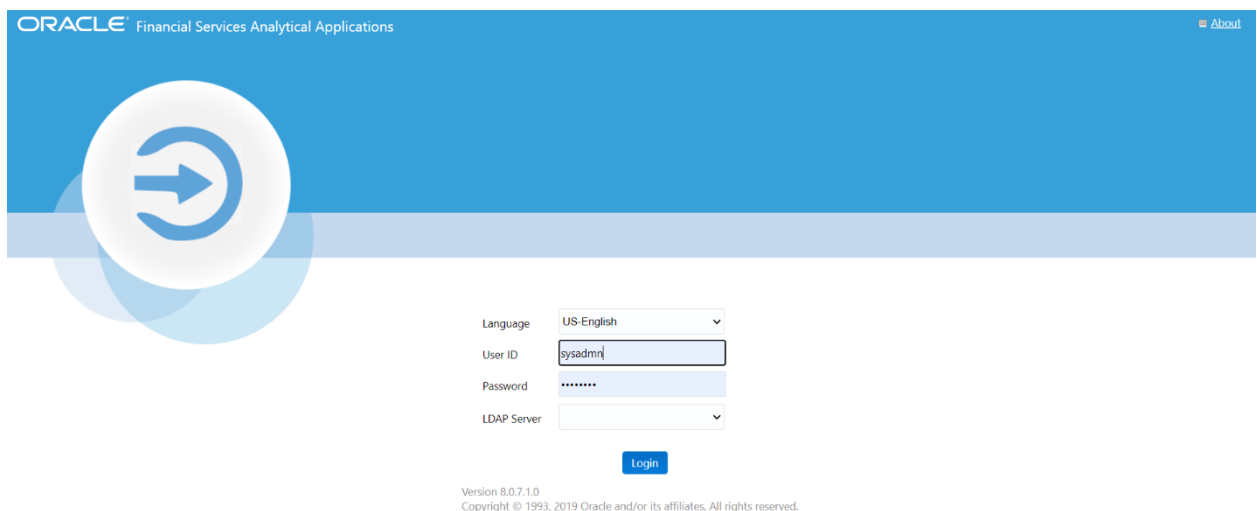 ORACLE® Financial Services Analytical Applications
About
Language US-English
User ID sysadmn
Password ••••••••
LDAP Server
Login
Version 8.0.7.1.0
Copyright © 1993, 2019 Oracle and/or its affiliates. All rights reserved.